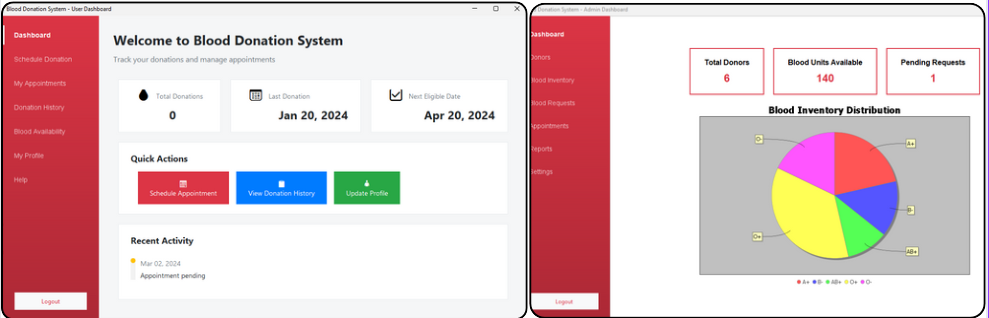 Blood Donation System - User Dashboard
Dashboard
Schedule Donation
My Appointments
Donation History
Blood Availability
My Profile
Help
Logout
Welcome to Blood Donation System
Track your donations and manage appointments
Total Donations
0
Last Donation
Jan 20, 2024
Next Eligible Date
Apr 20, 2024
Quick Actions
Schedule Appointment
View Donation History
Update Profile
Recent Activity
Mar 02, 2024
Appointment pending
Blood Donation System - Admin Dashboard
Dashboard
Donors
Blood Inventory
Blood Requests
Appointments
Reports
Settings
Logout
Total Donors
6
Blood Units Available
140
Pending Requests
1
Blood Inventory Distribution
O-
A+
B-
O+
AB+
A+ B- AB+ O+ O-